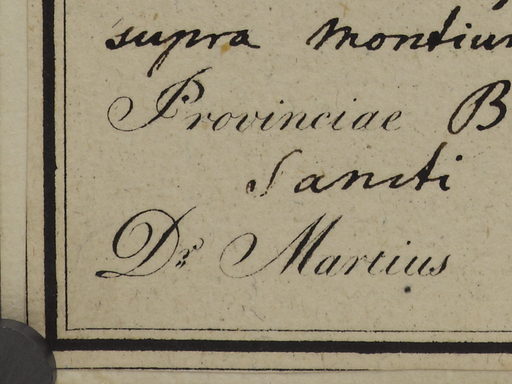 supra montium
Provinciae B
Sancti
Dr. Martius